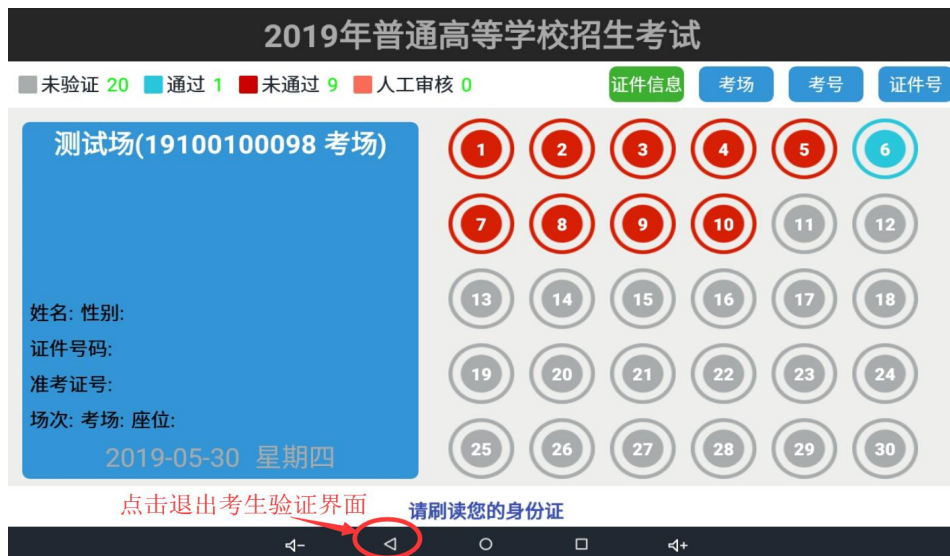 2019年普通高等学校招生考试
未验证 20 通过 1 未通过 9 人工审核 0 证件信息 考场 考号 证件号
测试场(19100100098 考场)
1 2 3 4 5 6
7 8 9 10 11 12
13 14 15 16 17 18
姓名: 性别:
证件号码:
准考证号:
19 20 21 22 23 24
场次: 考场: 座位:
2019-05-30 星期四
25 26 27 28 29 30
点击退出考生验证界面
请刷读您的身份证